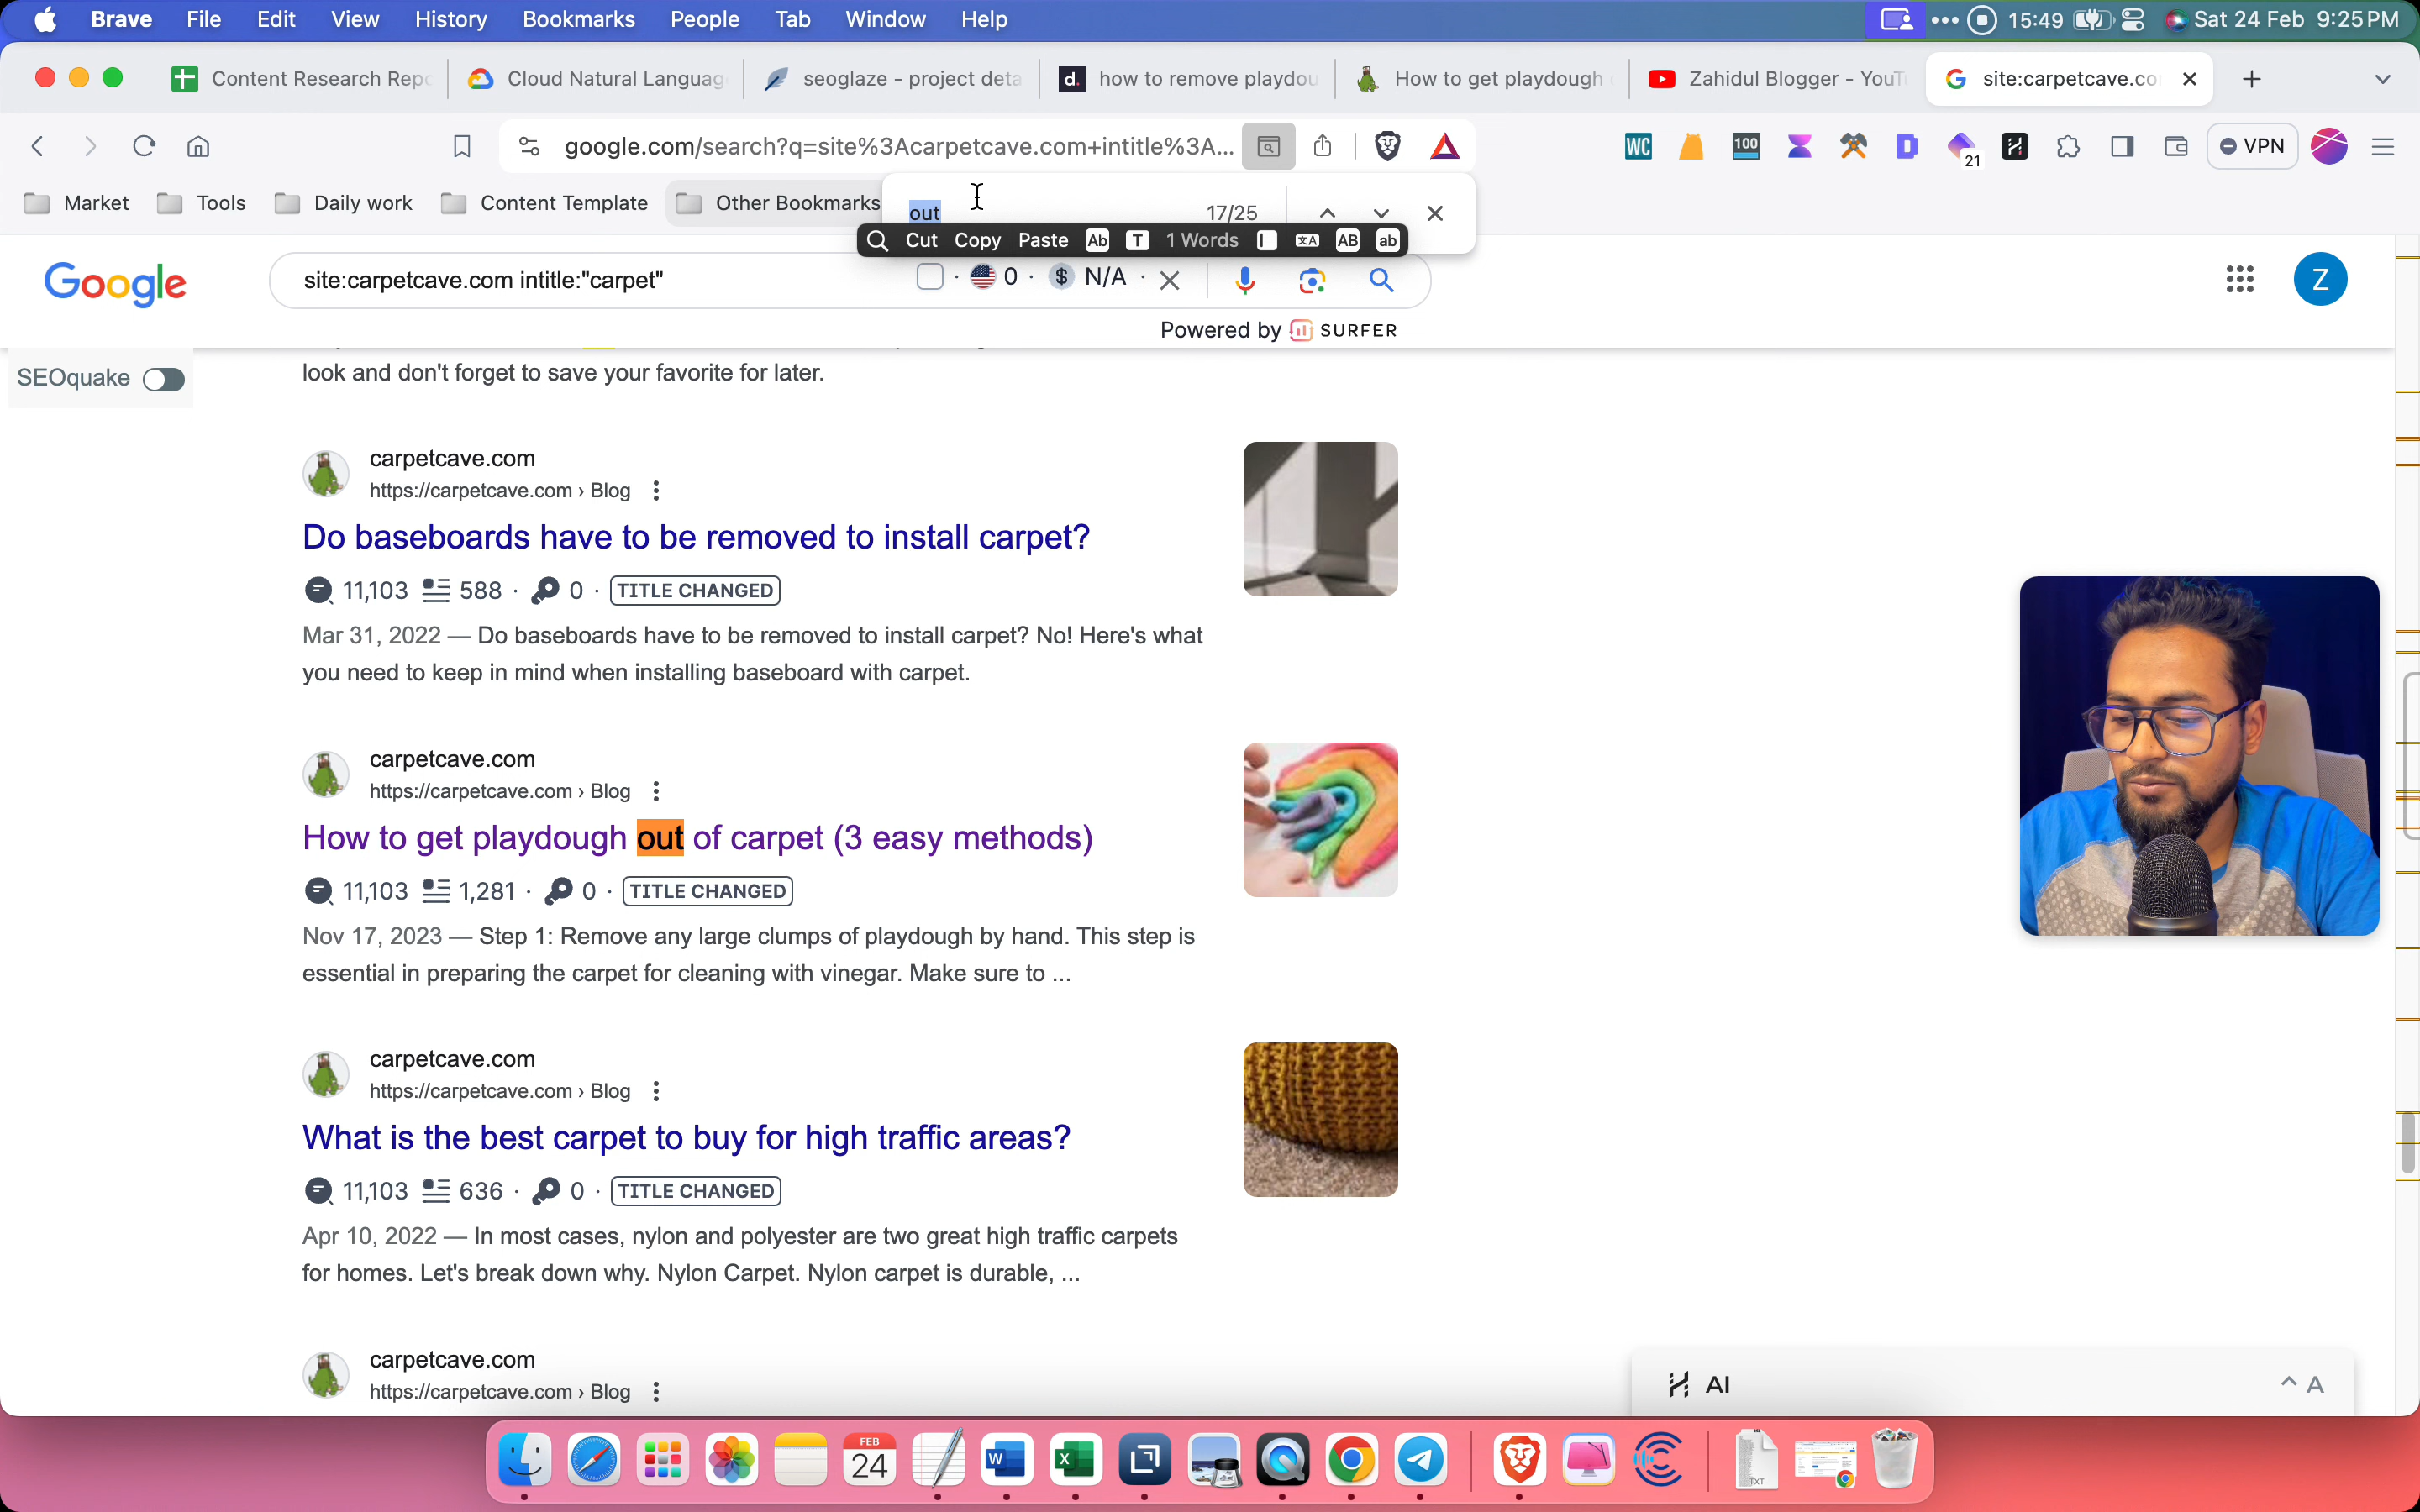 Brave File Edit View History Bookmarks People Tab Window Help 15:49 Sat 24 Feb 9:25 PM
Content Research Repo Cloud Natural Languag seoglaze - project deta d. how to remove playdou How to get playdough Zahidul Blogger - YouT site:carpetcave.co
google.com/search?q=site%3Acarpetcave.com+intitle%3A... WC 100 D 21 VPN
Market Tools Daily work Content Template Other Bookmarks out 17/25
Cut Copy Paste Ab T 1 Words AB ab
Google site:carpetcave.com intitle:"carpet" · 0 · $ N/A · Z
Powered by SURFER
SEOquake
look and don't forget to save your favorite for later.
carpetcave.com
https://carpetcave.com › Blog
Do baseboards have to be removed to install carpet?
11,103 588 · 0 · TITLE CHANGED
Mar 31, 2022 — Do baseboards have to be removed to install carpet? No! Here's what
you need to keep in mind when installing baseboard with carpet.
carpetcave.com
https://carpetcave.com › Blog
How to get playdough out of carpet (3 easy methods)
11,103 1,281 · 0 · TITLE CHANGED
Nov 17, 2023 — Step 1: Remove any large clumps of playdough by hand. This step is
essential in preparing the carpet for cleaning with vinegar. Make sure to ...
carpetcave.com
https://carpetcave.com › Blog
What is the best carpet to buy for high traffic areas?
11,103 636 · 0 · TITLE CHANGED
Apr 10, 2022 — In most cases, nylon and polyester are two great high traffic carpets
for homes. Let's break down why. Nylon Carpet. Nylon carpet is durable, ...
carpetcave.com
https://carpetcave.com › Blog
AI A
FEB
24
W
X
TXT